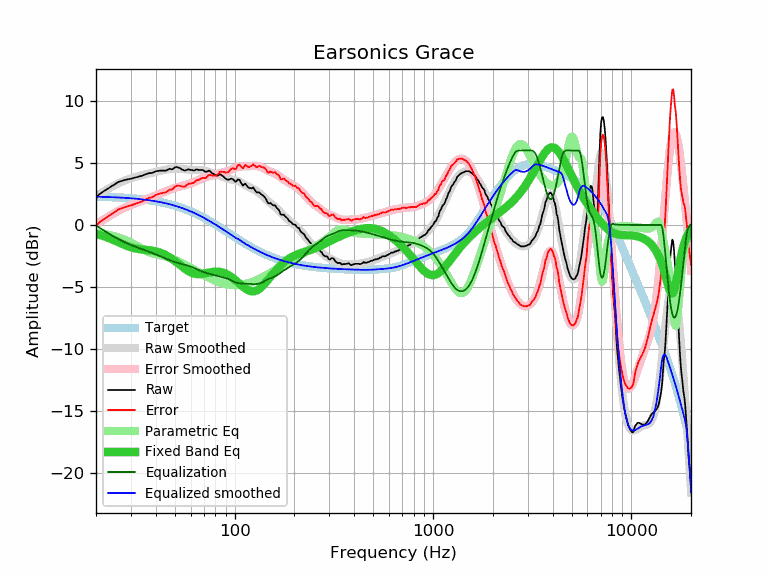 Earsonics Grace
Amplitude (dBr)
10
5
0
−5
−10
−15
−20
Target
Raw Smoothed
Error Smoothed
Raw
Error
Parametric Eq
Fixed Band Eq
Equalization
Equalized smoothed
100
1000
10000
Frequency (Hz)